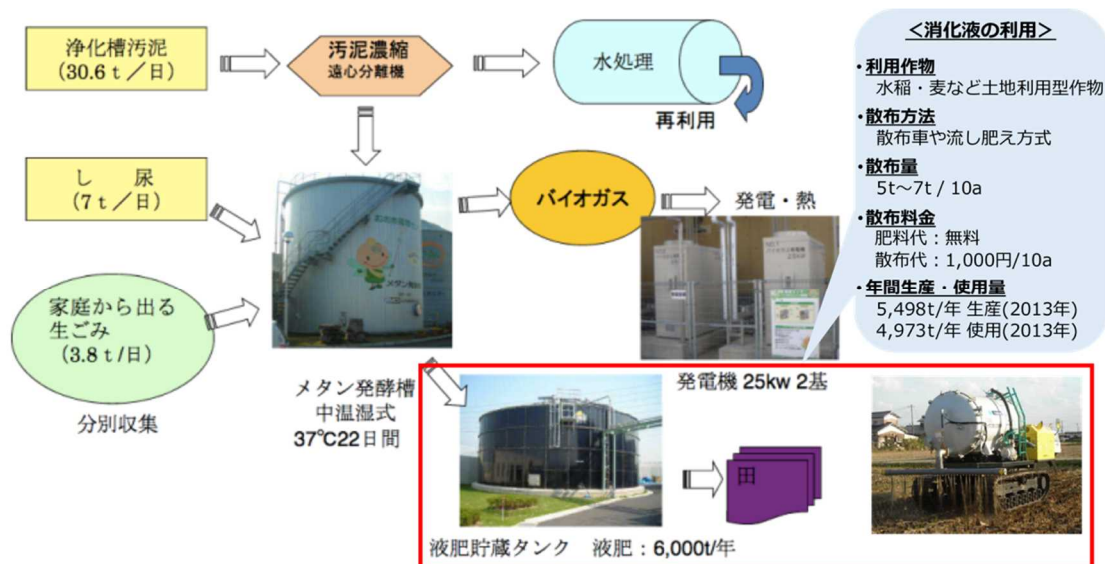 浄化槽汚泥
(30.6 t ／日)
汚泥濃縮
遠心分離機
水処理
再利用
し 尿
(7 t ／日)
バイオガス
発電・熱
家庭から出る
生ごみ
(3.8 t/日)
分別収集
メタン発酵槽
中温湿式
37℃22日間
発電機 25kw 2基
田
液肥貯蔵タンク 液肥：6,000t/年
＜消化液の利用＞
・利用作物
水稲・麦など土地利用型作物
・散布方法
散布車や流し肥え方式
・散布量
5t～7t / 10a
・散布料金
肥料代：無料
散布代：1,000円/10a
・年間生産・使用量
5,498t/年 生産(2013年)
4,973t/年 使用(2013年)